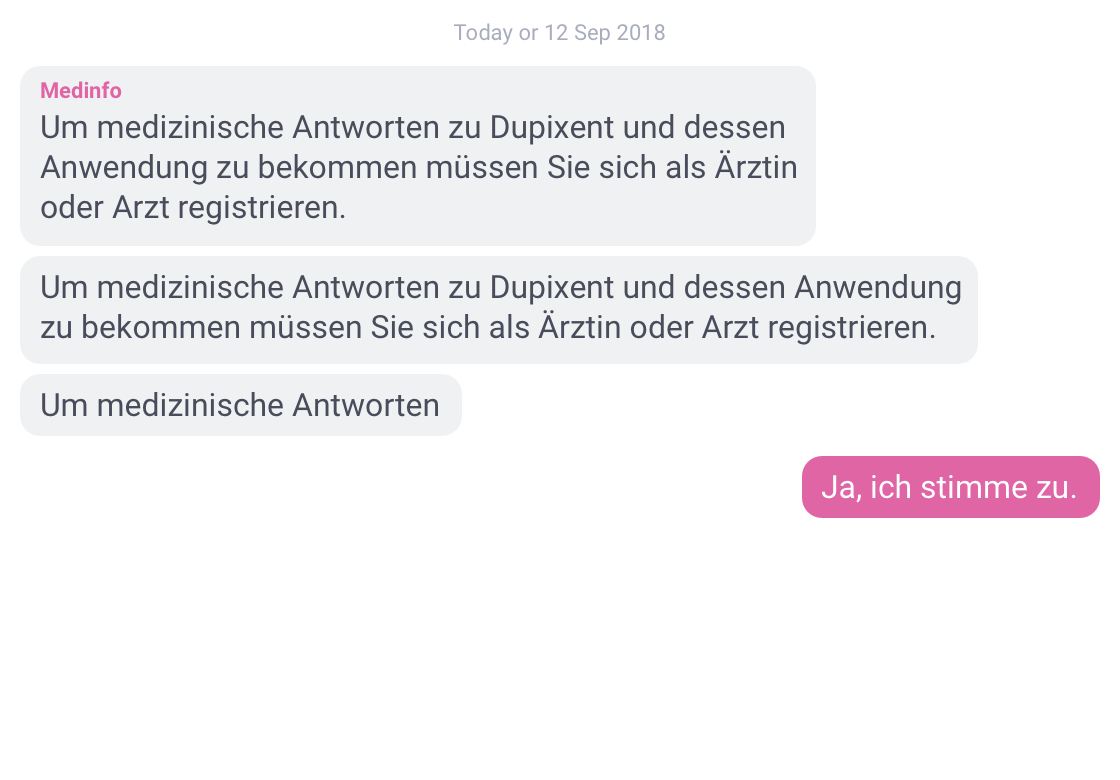 Today or 12 Sep 2018
Medinfo
Um medizinische Antworten zu Dupixent und dessen
Anwendung zu bekommen müssen Sie sich als Ärztin
oder Arzt registrieren.
Um medizinische Antworten zu Dupixent und dessen Anwendung
zu bekommen müssen Sie sich als Ärztin oder Arzt registrieren.
Um medizinische Antworten
Ja, ich stimme zu.